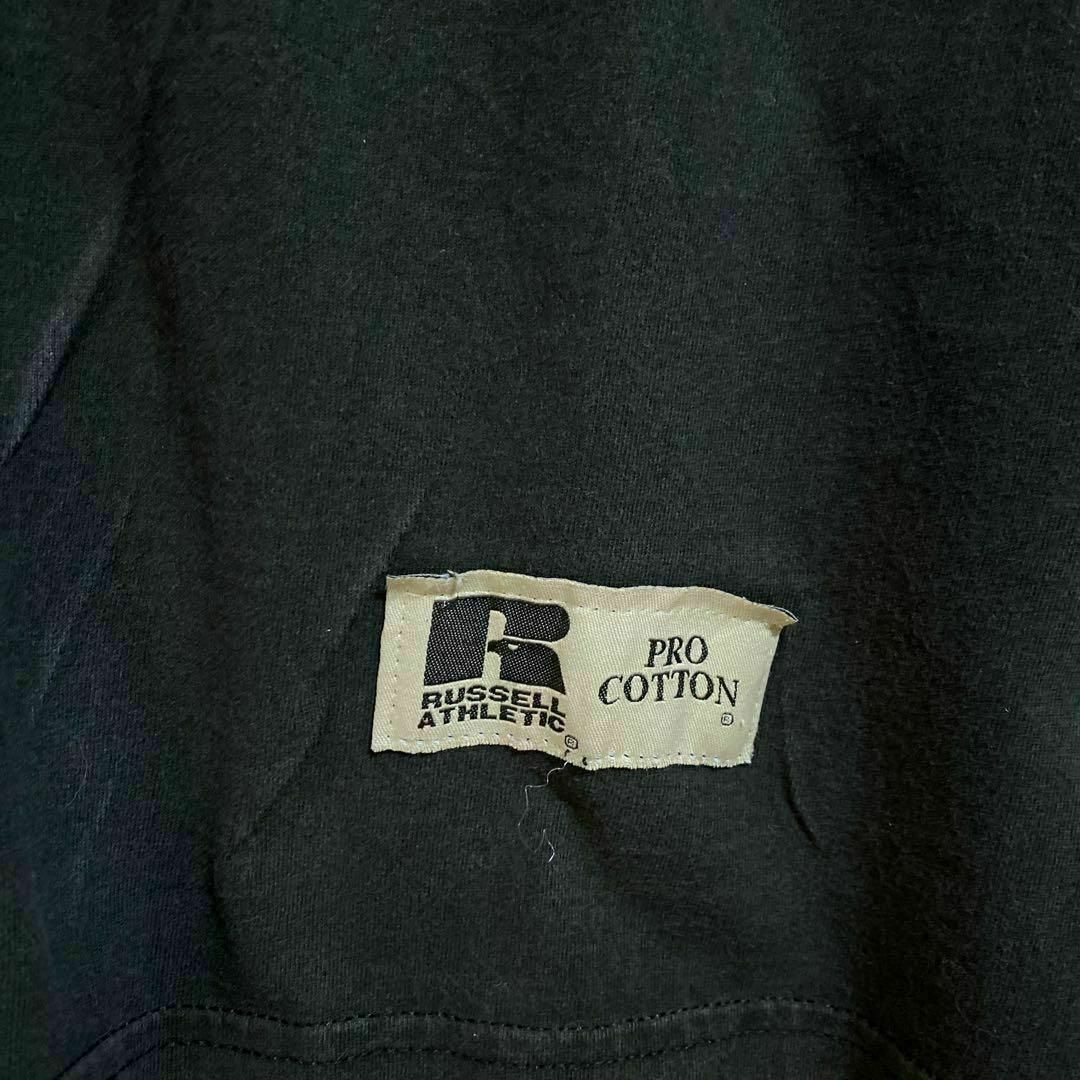 R
RUSSELL
ATHLETIC
®
PRO
COTTON
®